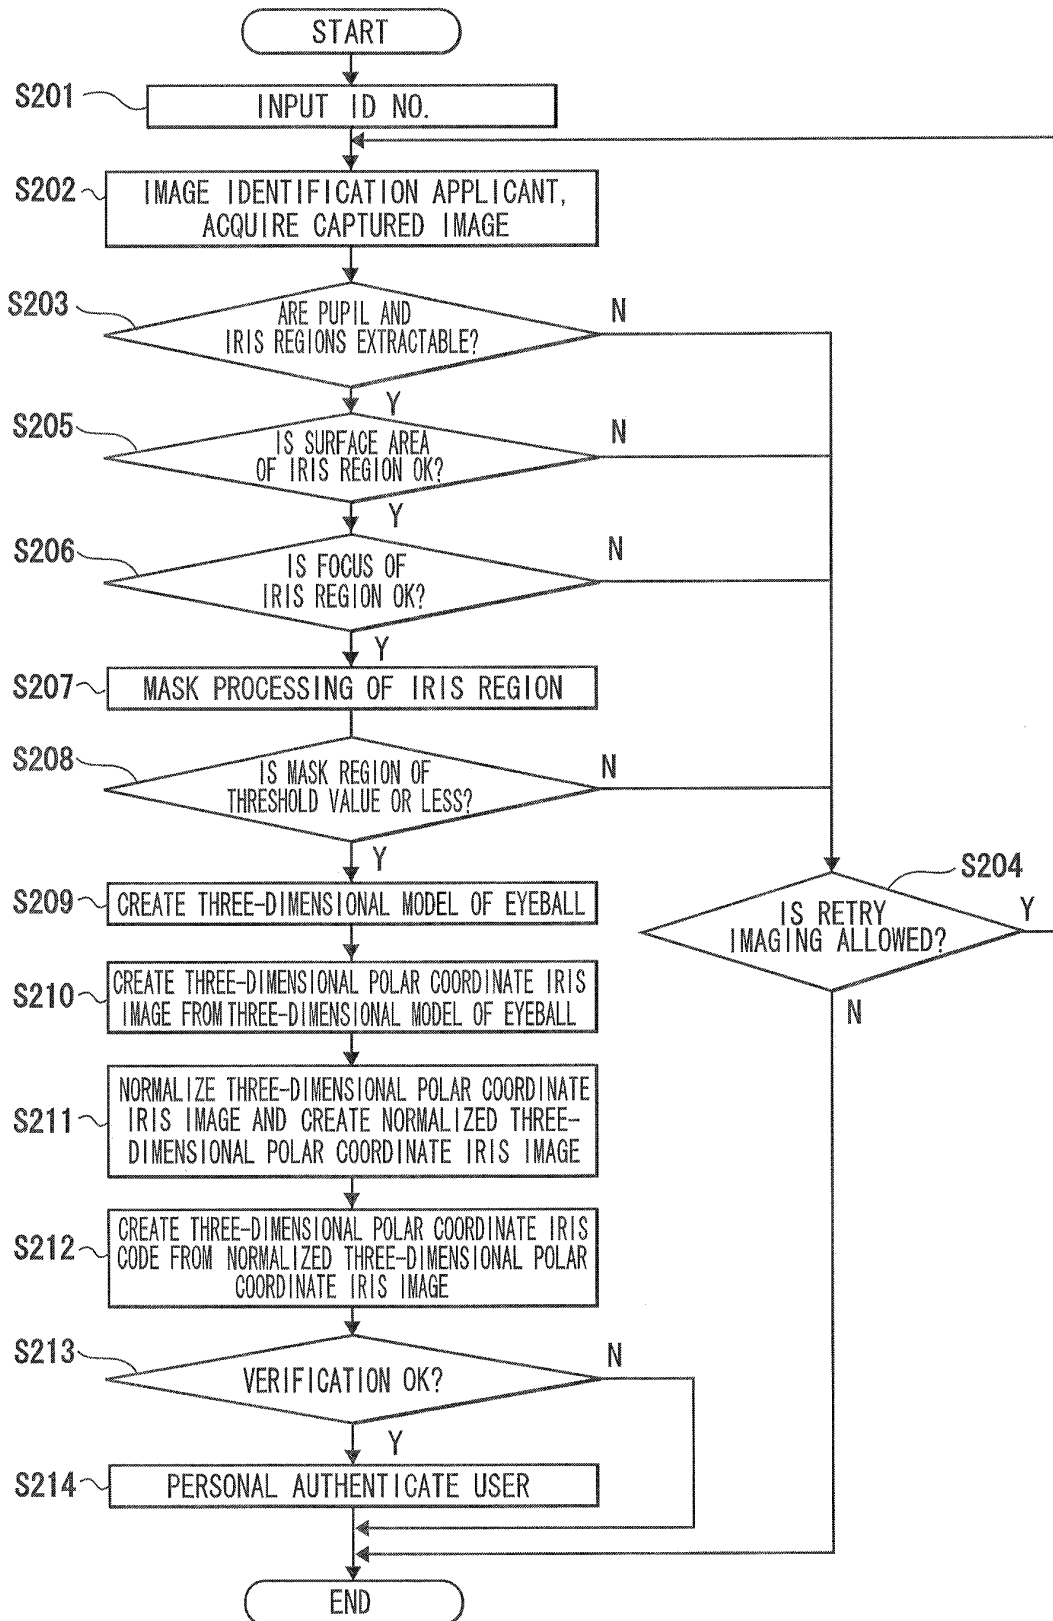 START
S201
INPUT ID NO.
S202
IMAGE IDENTIFICATION APPLICANT,
ACQUIRE CAPTURED IMAGE
S203
ARE PUPIL AND
IRIS REGIONS EXTRACTABLE?
N
Y
S205
IS SURFACE AREA
OF IRIS REGION OK?
N
Y
S206
IS FOCUS OF
IRIS REGION OK?
N
Y
S207
MASK PROCESSING OF IRIS REGION
S208
IS MASK REGION OF
THRESHOLD VALUE OR LESS?
N
Y
S204
IS RETRY
IMAGING ALLOWED?
Y
N
S209
CREATE THREE-DIMENSIONAL MODEL OF EYEBALL
S210
CREATE THREE-DIMENSIONAL POLAR COORDINATE IRIS
IMAGE FROM THREE-DIMENSIONAL MODEL OF EYEBALL
S211
NORMALIZE THREE-DIMENSIONAL POLAR COORDINATE
IRIS IMAGE AND CREATE NORMALIZED THREE-
DIMENSIONAL POLAR COORDINATE IRIS IMAGE
S212
CREATE THREE-DIMENSIONAL POLAR COORDINATE IRIS
CODE FROM NORMALIZED THREE-DIMENSIONAL POLAR
COORDINATE IRIS IMAGE
S213
VERIFICATION OK?
N
Y
S214
PERSONAL AUTHENTICATE USER
END